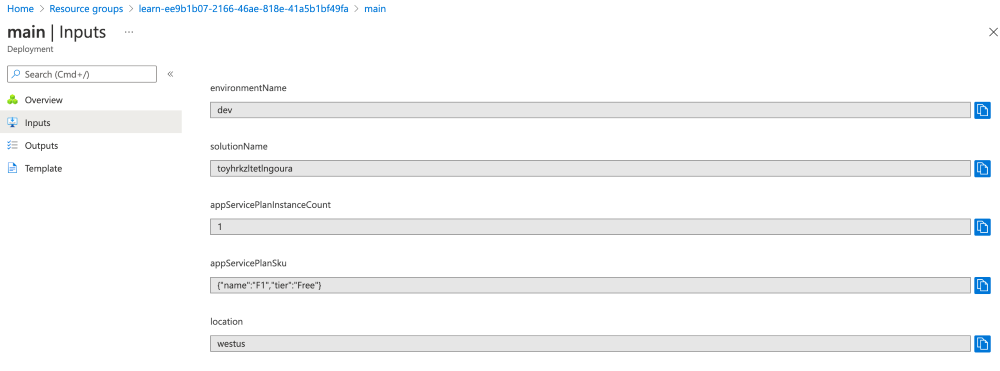 Home > Resource groups > learn-ee9b1b07-2166-46ae-818e-41a5b1bf49fa > main
main | Inputs ...
Deployment
Search (Cmd+/) «
Overview
Inputs
Outputs
Template
environmentName
dev
solutionName
toyhrkzltetlngoura
appServicePlanInstanceCount
1
appServicePlanSku
{"name":"F1","tier":"Free"}
location
westus